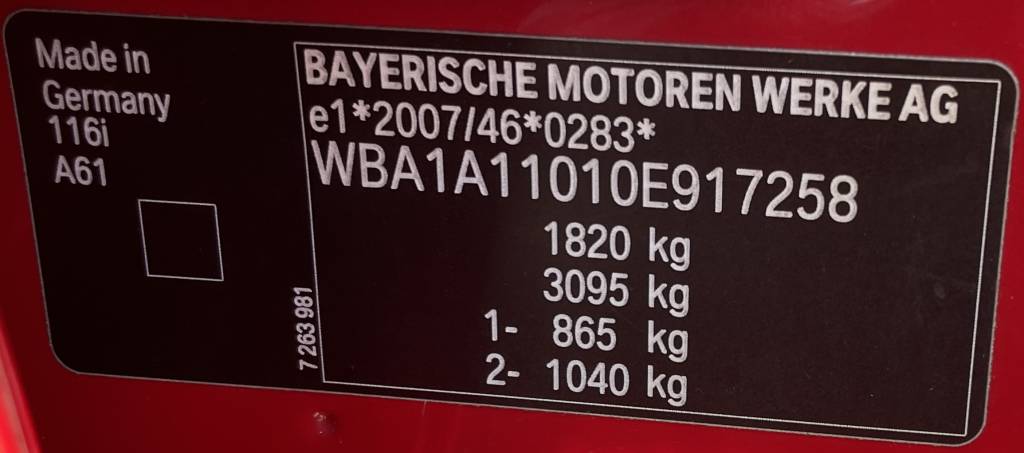 Made in
Germany
116i
A61
BAYERISCHE MOTOREN WERKE AG
e1*2007/46*0283*
WBA1A11010E917258
1820 kg
3095 kg
1- 865 kg
2- 1040 kg
7 263 981